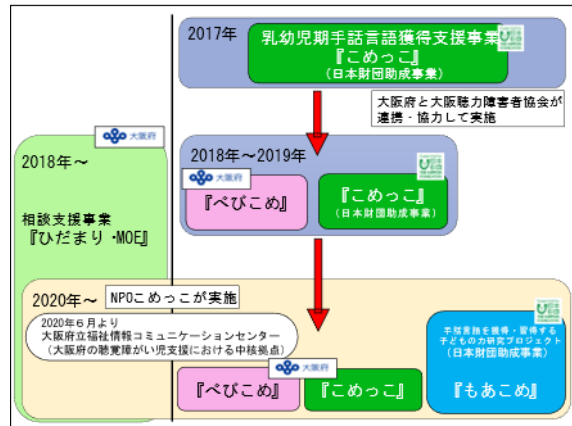 2017年
乳幼児期手話言語獲得支援事業
『こめっこ』
(日本財団助成事業)
大阪府と大阪聴力障害者協会が
連携・協力して実施
大阪府
2018年～
相談支援事業
『ひだまり・MOE』
2018年～2019年
大阪府
『べびこめ』
『こめっこ』
(日本財団助成事業)
2020年～
NPOこめっこが実施
2020年６月より
大阪府立福祉情報コミュニケーションセンター
(大阪府の聴覚障がい児支援における中核拠点)
大阪府
『べびこめ』
『こめっこ』
手話言語を獲得・習得する
子どもの力研究プロジェクト
(日本財団助成事業)
『もあこめ』